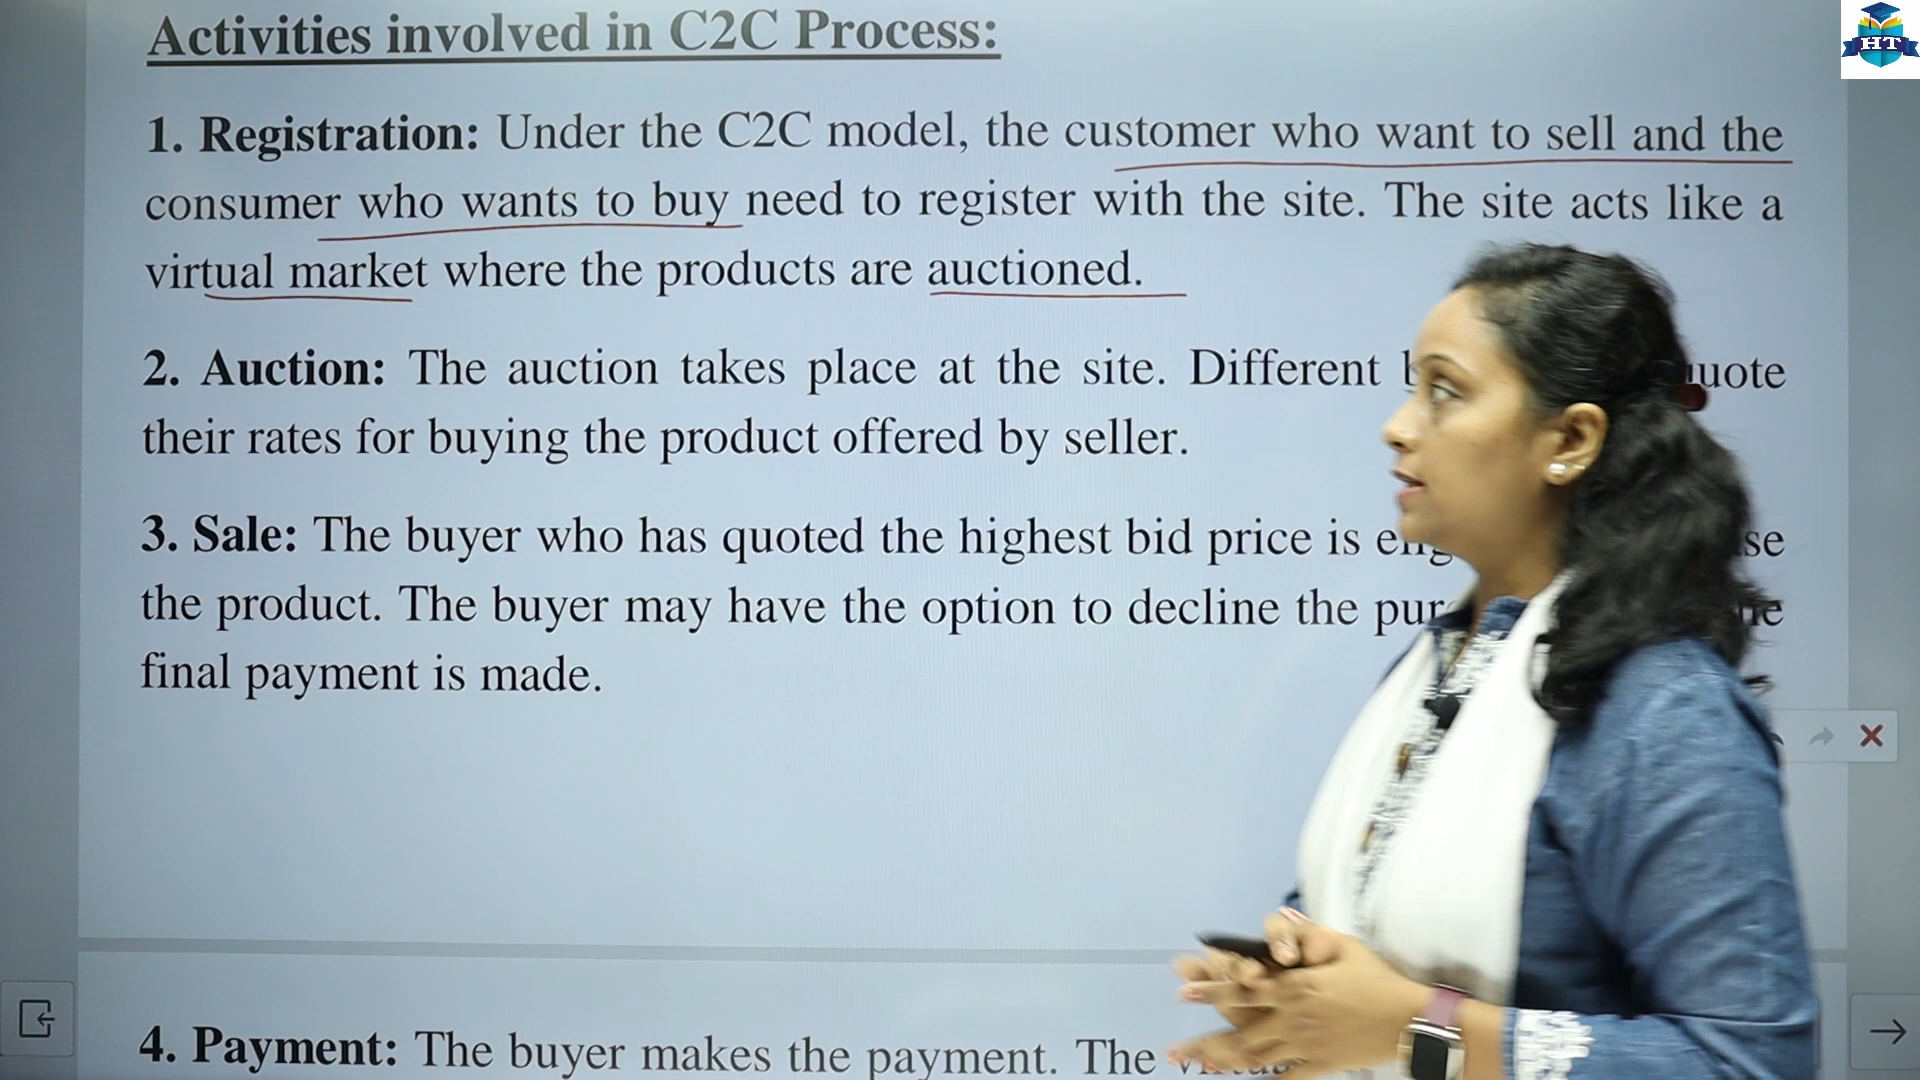 Activities involved in C2C Process:
1. Registration: Under the C2C model, the customer who want to sell and the
consumer who wants to buy need to register with the site. The site acts like a
virtual market where the products are auctioned.
2. Auction: The auction takes place at the site. Different
their rates for buying the product offered by seller.
3. Sale: The buyer who has quoted the highest bid price is
the product. The buyer may have the option to decline the
final payment is made.
4. Payment: The buyer makes the payment. The
HT